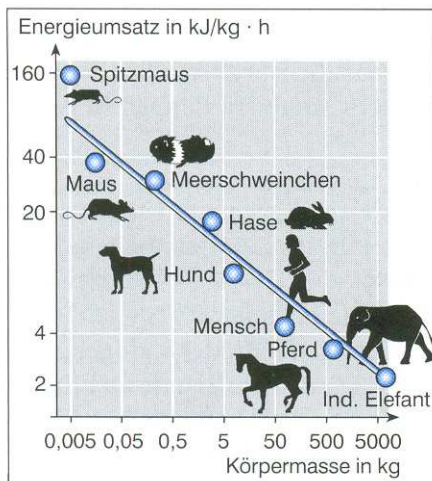 Energieumsatz in kJ/kg · h
160
Spitzmaus
40
Maus
Meerschweinchen
20
Hase
Hund
Mensch
4
Pferd
2
Ind. Elefant
0,005 0,05 0,5 5 50 500 5000
Körpermasse in kg